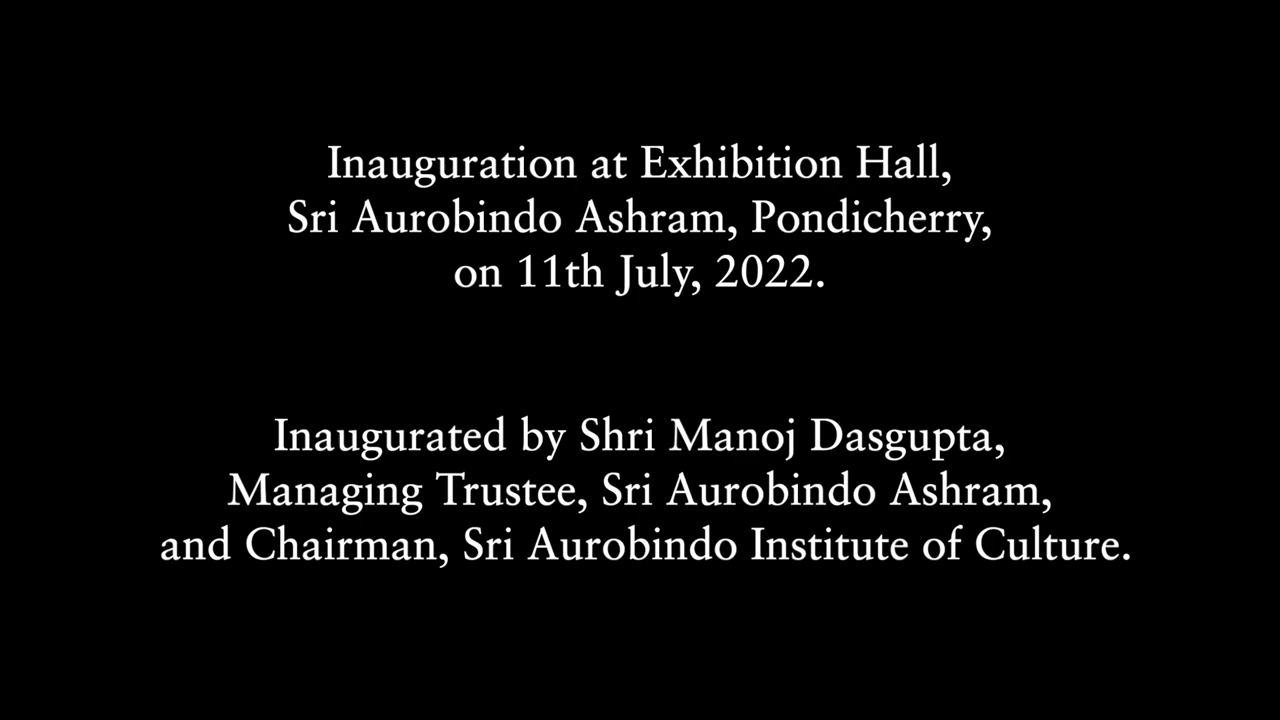 Inauguration at Exhibition Hall,
Sri Aurobindo Ashram, Pondicherry,
on 11th July, 2022.
Inaugurated by Shri Manoj Dasgupta,
Managing Trustee, Sri Aurobindo Ashram,
and Chairman, Sri Aurobindo Institute of Culture.